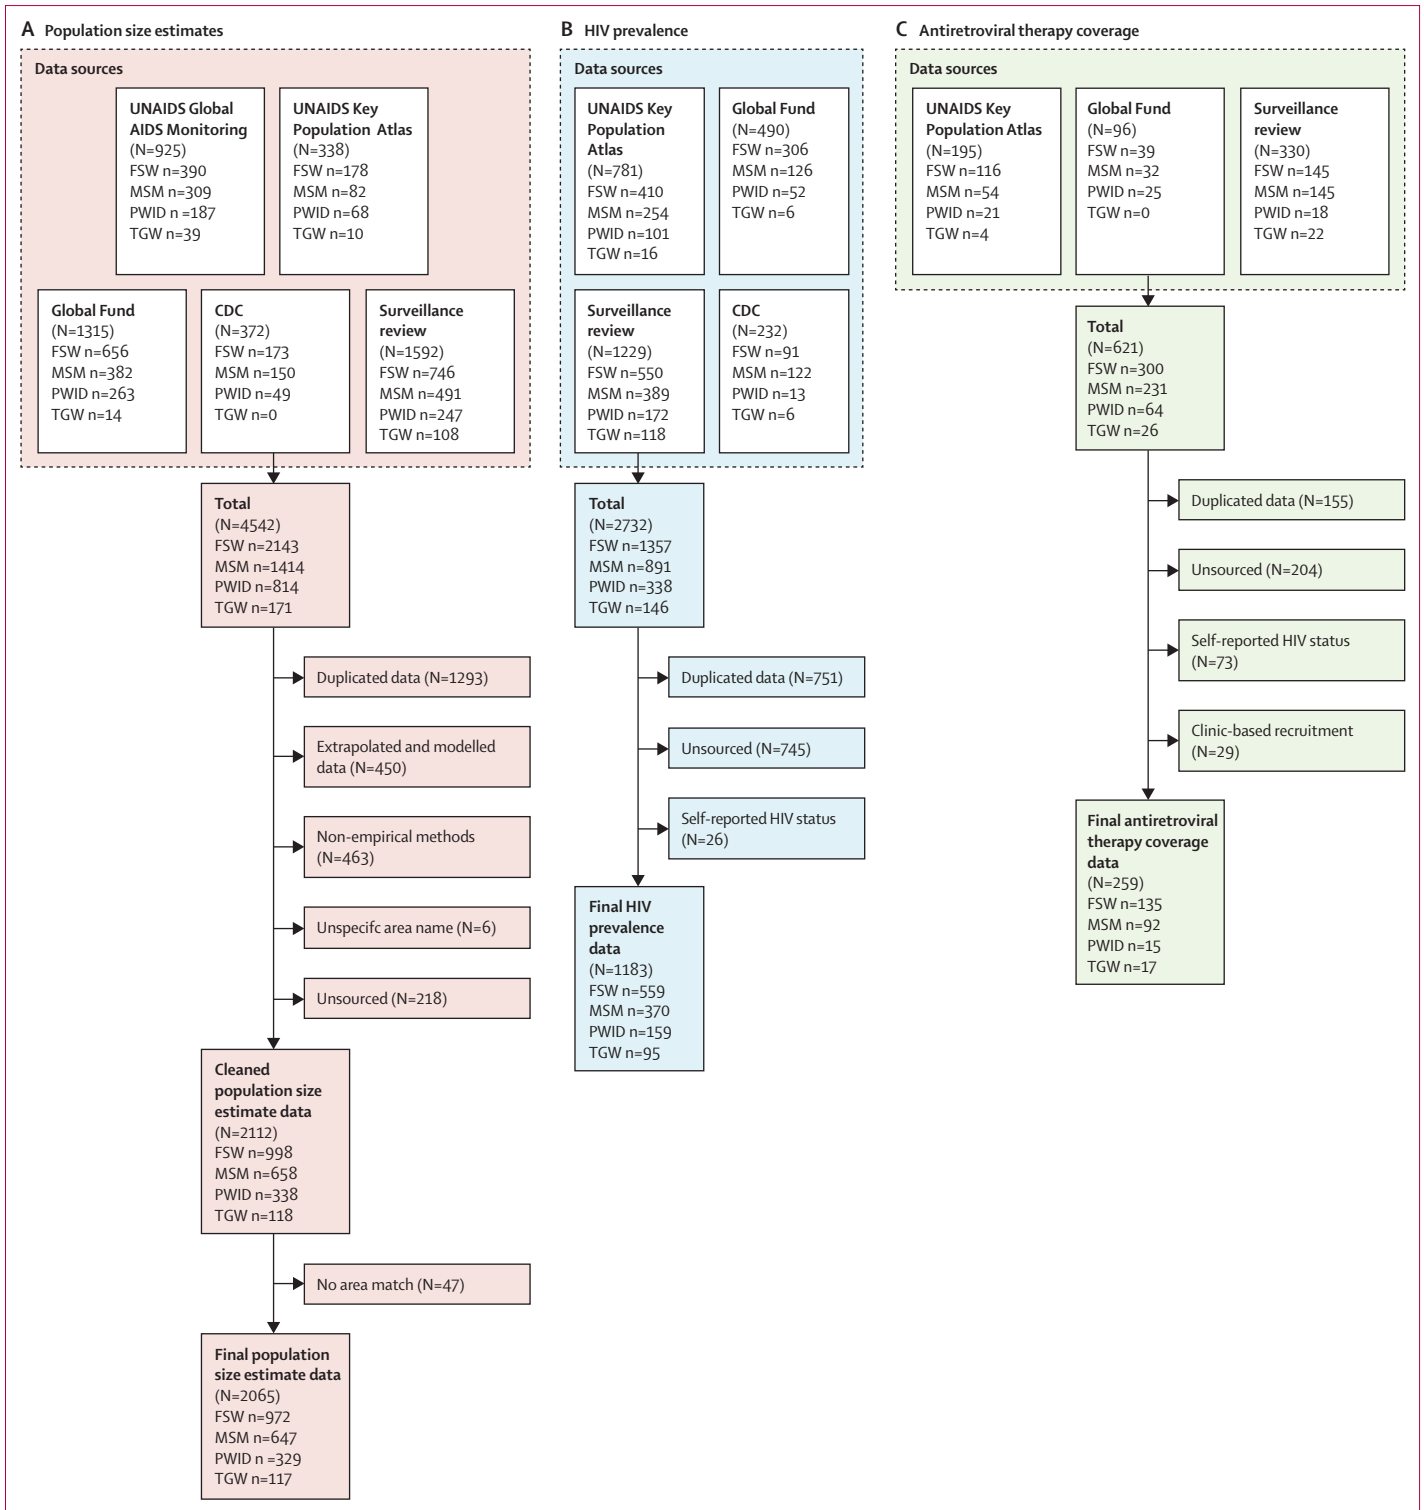 A Population size estimates
Data sources
UNAIDS Global
AIDS Monitoring
(N=925)
FSW n=390
MSM n=309
PWID n =187
TGW n=39
UNAIDS Key
Population Atlas
(N=338)
FSW n=178
MSM n=82
PWID n=68
TGW n=10
Global Fund
(N=1315)
FSW n=656
MSM n=382
PWID n=263
TGW n=14
CDC
(N=372)
FSW n=173
MSM n=150
PWID n=49
TGW n=0
Surveillance
review
(N=1592)
FSW n=746
MSM n=491
PWID n=247
TGW n=108
Total
(N=4542)
FSW n=2143
MSM n=1414
PWID n=814
TGW n=171
Duplicated data (N=1293)
Extrapolated and modelled
data (N=450)
Non-empirical methods
(N=463)
Unspecifc area name (N=6)
Unsourced (N=218)
Cleaned
population size
estimate data
(N=2112)
FSW n=998
MSM n=658
PWID n=338
TGW n=118
No area match (N=47)
Final population
size estimate data
(N=2065)
FSW n=972
MSM n=647
PWID n =329
TGW n=117
B HIV prevalence
Data sources
UNAIDS Key
Population
Atlas
(N=781)
FSW n=410
MSM n=254
PWID n=101
TGW n=16
Global Fund
(N=490)
FSW n=306
MSM n=126
PWID n=52
TGW n=6
Surveillance
review
(N=1229)
FSW n=550
MSM n=389
PWID n=172
TGW n=118
CDC
(N=232)
FSW n=91
MSM n=122
PWID n=13
TGW n=6
Total
(N=2732)
FSW n=1357
MSM n=891
PWID n=338
TGW n=146
Duplicated data (N=751)
Unsourced (N=745)
Self-reported HIV status
(N=26)
Final HIV
prevalence
data
(N=1183)
FSW n=559
MSM n=370
PWID n=159
TGW n=95
C Antiretroviral therapy coverage
Data sources
UNAIDS Key
Population Atlas
(N=195)
FSW n=116
MSM n=54
PWID n=21
TGW n=4
Global Fund
(N=96)
FSW n=39
MSM n=32
PWID n=25
TGW n=0
Surveillance
review
(N=330)
FSW n=145
MSM n=145
PWID n=18
TGW n=22
Total
(N=621)
FSW n=300
MSM n=231
PWID n=64
TGW n=26
Duplicated data (N=155)
Unsourced (N=204)
Self-reported HIV status
(N=73)
Clinic-based recruitment
(N=29)
Final antiretroviral
therapy coverage
data
(N=259)
FSW n=135
MSM n=92
PWID n=15
TGW n=17